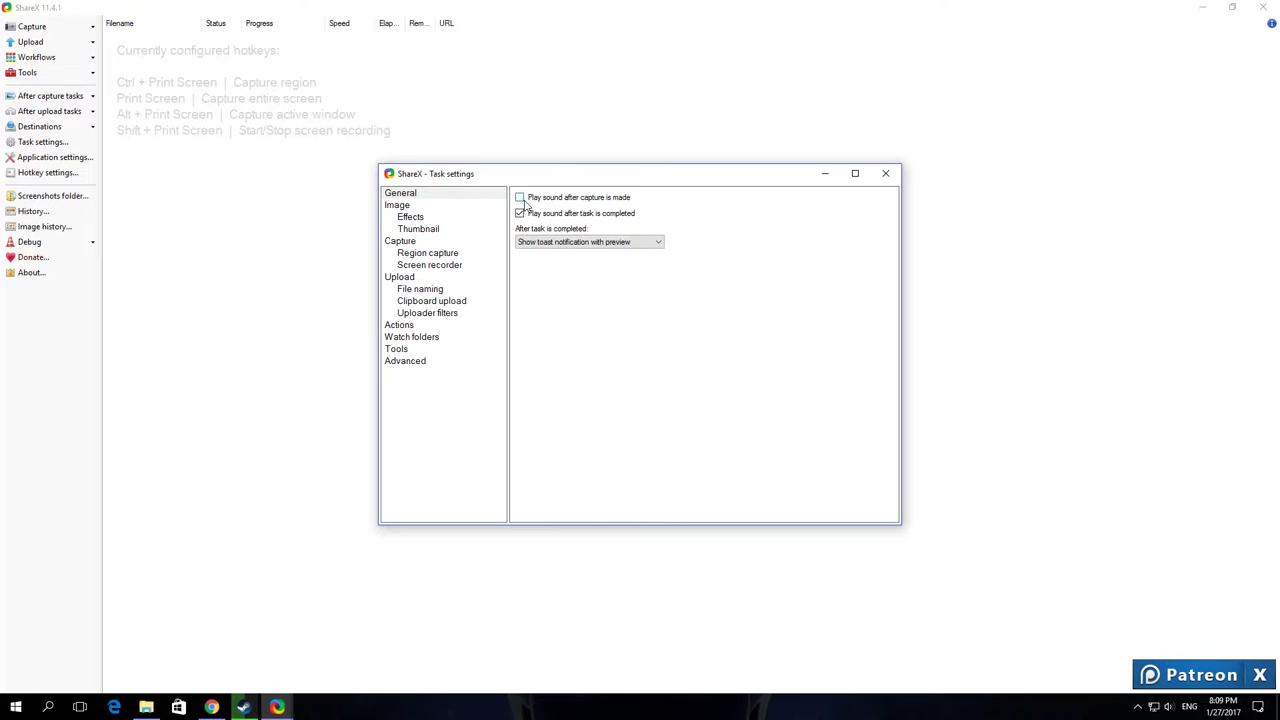 ShareX 11.4.1
Capture
Upload
Workflows
Tools
After capture tasks
After upload tasks
Destinations
Task settings...
Application settings...
Hotkey settings...
Screenshots folder...
History...
Image history...
Debug
Donate...
About...
Filename Status Progress Speed Elap... Rem... URL
Currently configured hotkeys:
Ctrl + Print Screen | Capture region
Print Screen | Capture entire screen
Alt + Print Screen | Capture active window
Shift + Print Screen | Start/Stop screen recording
ShareX - Task settings
General
Image
Effects
Thumbnail
Capture
Region capture
Screen recorder
Upload
File naming
Clipboard upload
Uploader filters
Actions
Watch folders
Tools
Advanced
Play sound after capture is made
Play sound after task is completed
After task is completed:
Show toast notification with preview
Patreon X
ENG
8:09 PM
1/27/2017